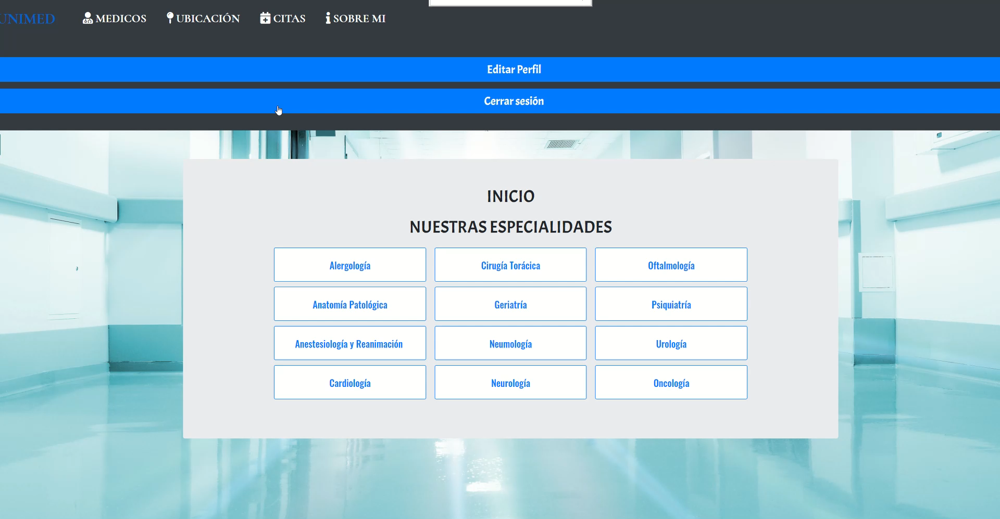 UNIMED MEDICOS UBICACIÓN CITAS SOBRE MI
Editar Perfil
Cerrar sesión
INICIO
NUESTRAS ESPECIALIDADES
Alergología Cirugía Torácica Oftalmología
Anatomía Patológica Geriatría Psiquiatría
Anestesiología y Reanimación Neumología Urología
Cardiología Neurología Oncología